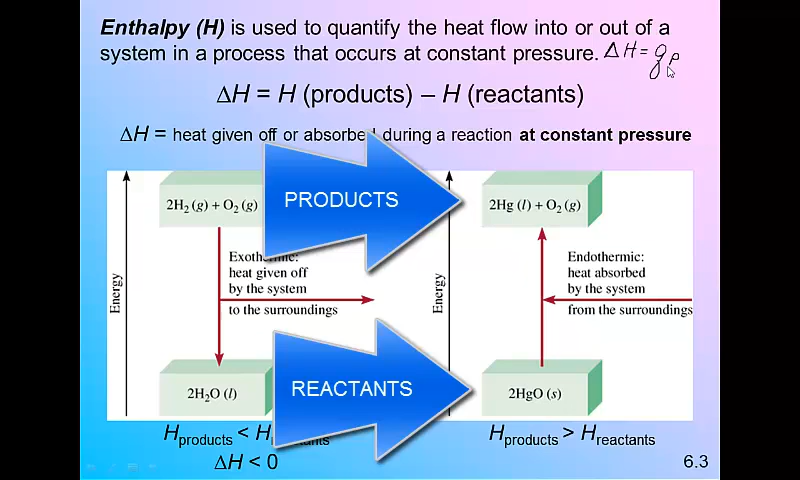 Enthalpy (H) is used to quantify the heat flow into or out of a
system in a process that occurs at constant pressure. ΔH = qp
ΔH = H (products) – H (reactants)
ΔH = heat given off or absorbed during a reaction at constant pressure
Energy
2H₂ (g) + O₂ (g)
Exothermic:
heat given off
by the system
to the surroundings
2H₂O (l)
PRODUCTS
REACTANTS
Energy
2Hg (l) + O₂ (g)
Endothermic:
heat absorbed
by the system
from the surroundings
2HgO (s)
Hproducts < Hreactants
ΔH < 0
Hproducts > Hreactants
6.3